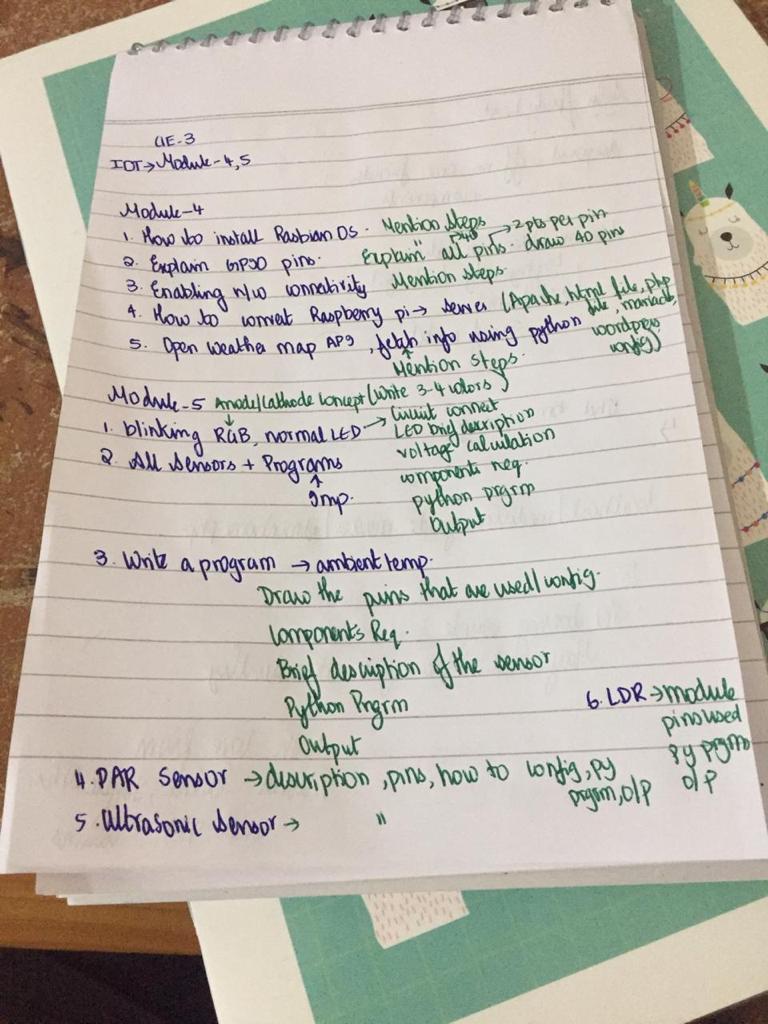 CIE-3
IOT → Module-4,5
Module-4
1. How to install Rasbian OS. Mention Steps
2. Explain GPIO pins. Explain " all 40 pins. draw 40 pins → 2 pts per pin
3. Enabling n/w connativity Mention steps.
4. How to connect Raspberry pi → server (Apache, html file, php file, mariadb, wordpress config)
5. Open weather map API, fetch info using python
Mention Steps.
Module-5 Anode/Cathode concept (write 3-4 colors)
1. blinking RGB, normal LED → Circuit connect
LED brief description
2. All Sensors + Programs
Imp.
voltage calculation
components req.
python prgrm
Output
3. Write a program → ambient temp.
Draw the pins that are used/config.
Components Req.
Brief description of the sensor
Python Prgrm
Output
4. PAR Sensor → description, pins, how to config, py prgrm, o/p
5. Ultrasonic Sensor → "
6. LDR → module
pins used
py prgrm
o/p